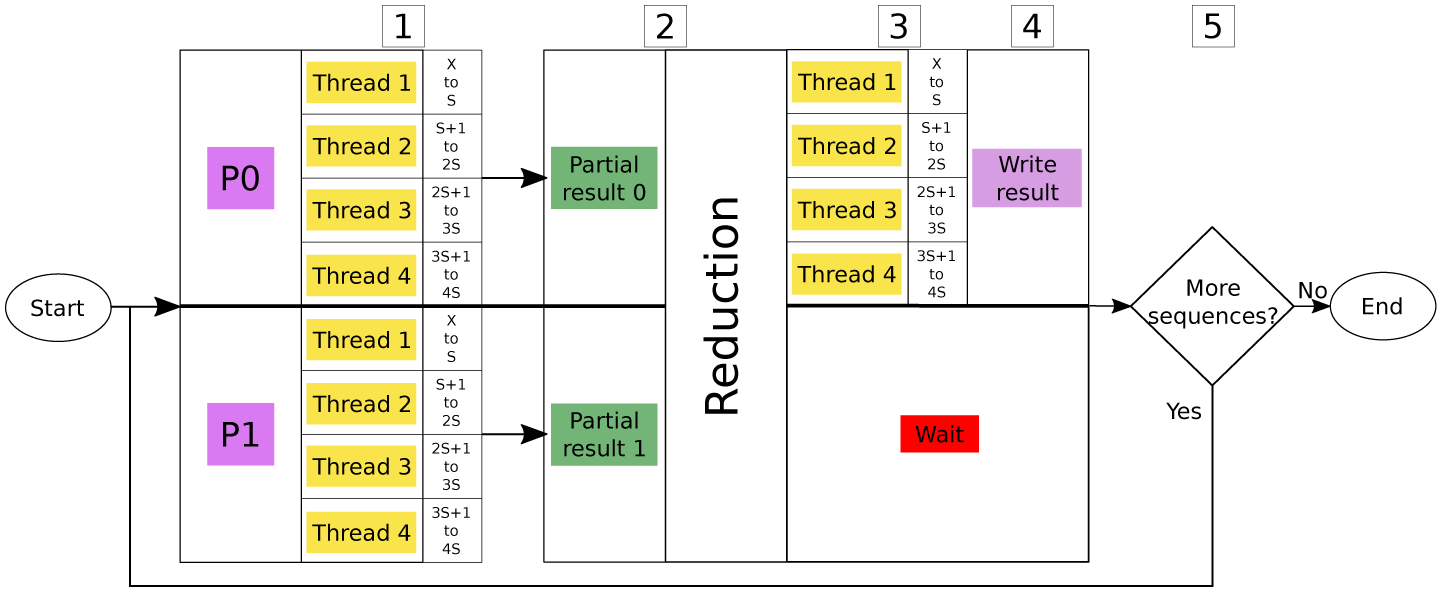 1
2
3
4
5
P0
Thread 1
X
to
S
Thread 2
S+1
to
2S
Thread 3
2S+1
to
3S
Thread 4
3S+1
to
4S
Partial
result 0
Reduction
Thread 1
X
to
S
Thread 2
S+1
to
2S
Thread 3
2S+1
to
3S
Thread 4
3S+1
to
4S
Write
result
Start
P1
Thread 1
X
to
S
Thread 2
S+1
to
2S
Thread 3
2S+1
to
3S
Thread 4
3S+1
to
4S
Partial
result 1
Wait
More
sequences?
No
End
Yes